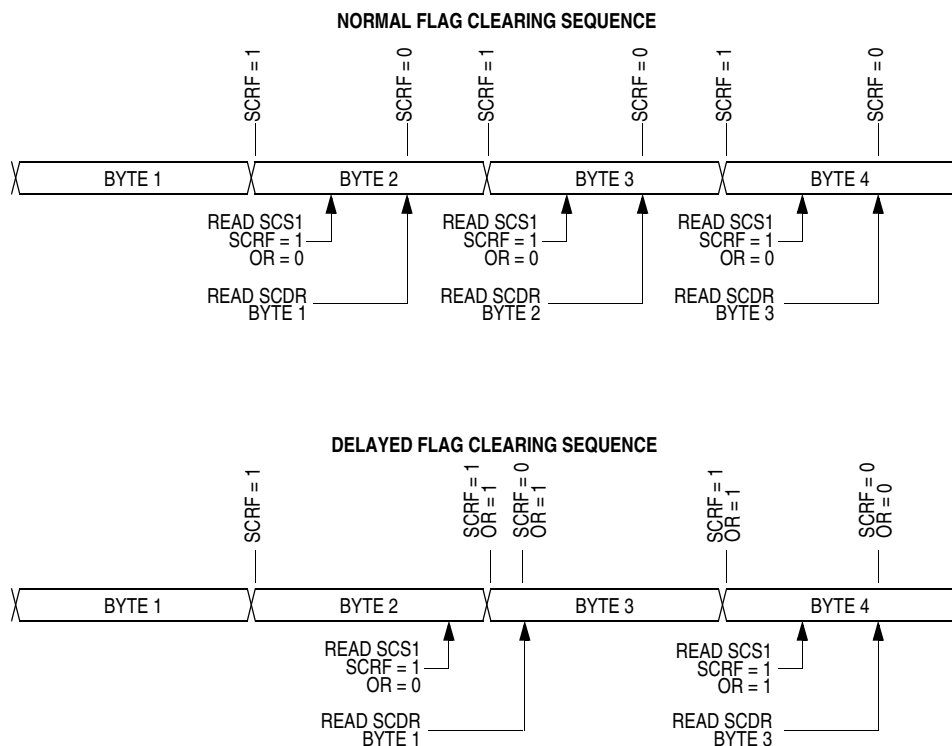 NORMAL FLAG CLEARING SEQUENCE
SCRF = 1
SCRF = 0
SCRF = 1
SCRF = 0
SCRF = 1
SCRF = 0
BYTE 1
BYTE 2
BYTE 3
BYTE 4
READ SCS1
SCRF = 1
OR = 0
READ SCS1
SCRF = 1
OR = 0
READ SCS1
SCRF = 1
OR = 0
READ SCDR
BYTE 1
READ SCDR
BYTE 2
READ SCDR
BYTE 3
DELAYED FLAG CLEARING SEQUENCE
SCRF = 1
SCRF = 1
OR = 1
SCRF = 0
OR = 1
SCRF = 1
OR = 1
SCRF = 0
OR = 0
BYTE 1
BYTE 2
BYTE 3
BYTE 4
READ SCS1
SCRF = 1
OR = 0
READ SCS1
SCRF = 1
OR = 1
READ SCDR
BYTE 1
READ SCDR
BYTE 3